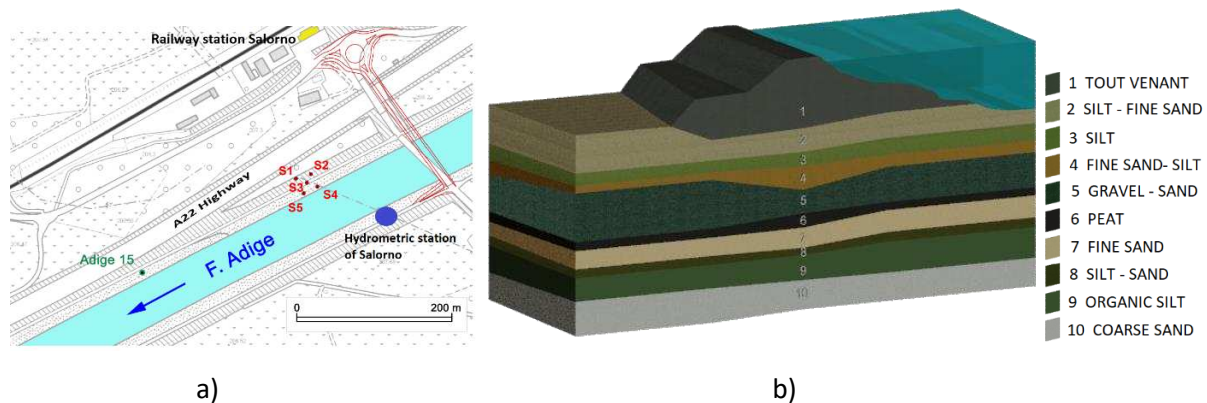 Railway station Salorno
A22 Highway
S1
S2
S3
S4
S5
Adige 15
F. Adige
Hydrometric station
of Salorno
0
200 m
a)
1
2
3
4
5
6
7
8
9
10
1 TOUT VENANT
2 SILT - FINE SAND
3 SILT
4 FINE SAND- SILT
5 GRAVEL - SAND
6 PEAT
7 FINE SAND
8 SILT - SAND
9 ORGANIC SILT
10 COARSE SAND
b)